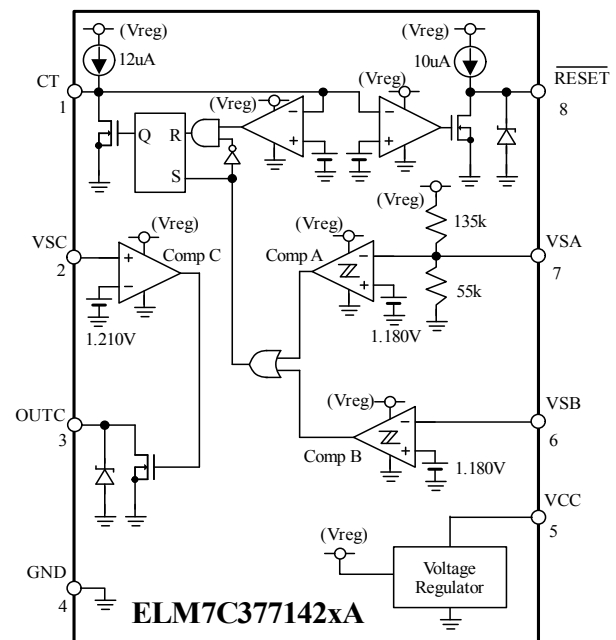 (Vreg)
(Vreg)
12uA
10uA
CT
RESET
1
(Vreg)
(Vreg)
8
Q
R
S
(Vreg)
135k
VSC
(Vreg)
(Vreg)
VSA
2
Comp C
Comp A
7
55k
1.210V
1.180V
(Vreg)
VSB
OUTC
6
3
Comp B
1.180V
VCC
(Vreg)
5
GND
Voltage
Regulator
4
ELM7C377142xA